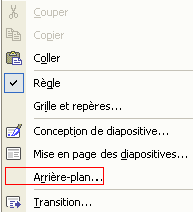 Couper
Copier
Coller
Règle
Grille et repères...
Conception de diapositive...
Mise en page des diapositives...
Arrière-plan...
Transition...